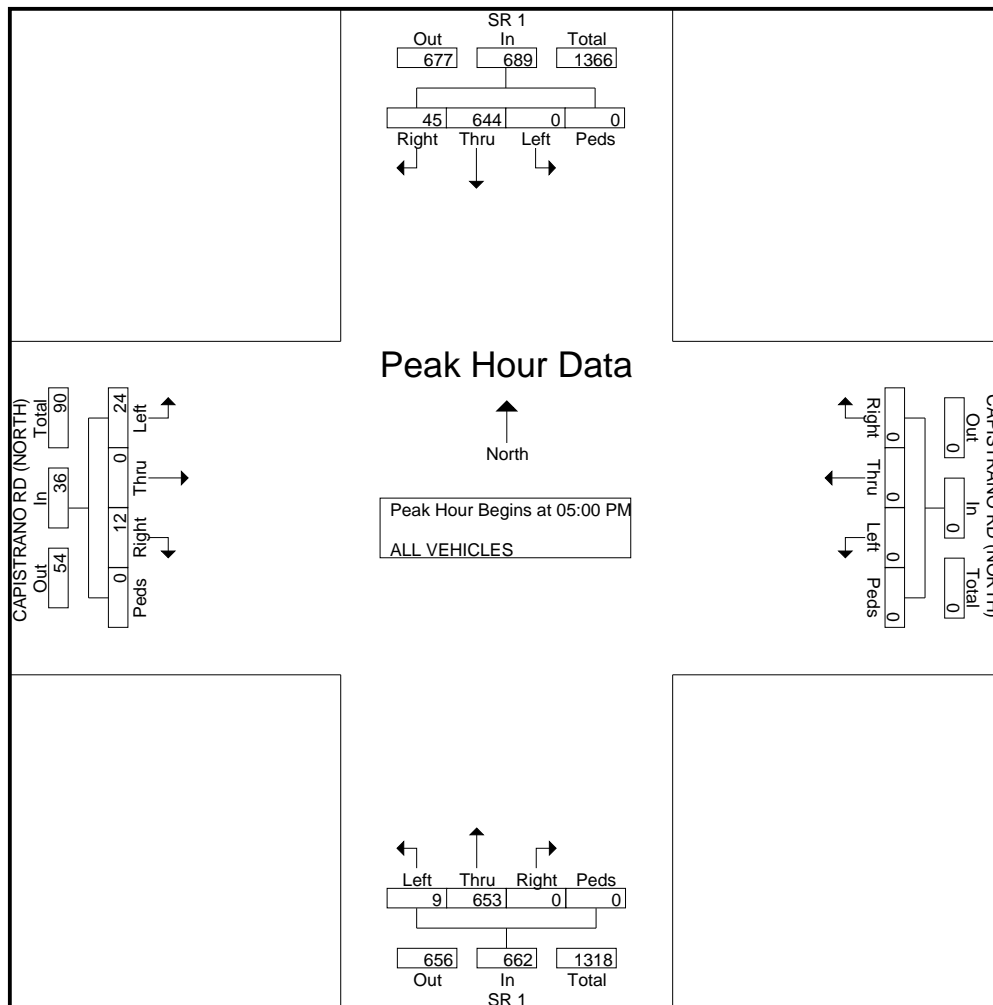 SR 1
Out In Total
677 689 1366
45 644 0 0
Right Thru Left Peds
Peak Hour Data
North
Peak Hour Begins at 05:00 PM
ALL VEHICLES
CAPISTRANO RD (NORTH)
Total In Out
90 36 54
24 0 12 0
Left Thru Right Peds
CAPISTRANO RD (NORTH)
Out In Total
0 0 0
0 0 0 0
Right Thru Left Peds
Left Thru Right Peds
9 653 0 0
656 662 1318
Out In Total
SR 1